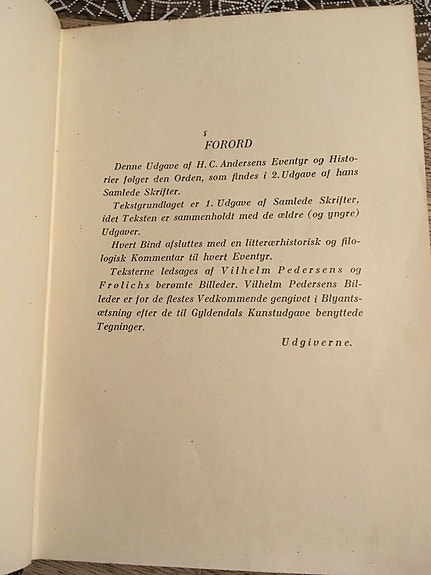 FORORD
Denne Udgave af H. C. Andersens Eventyr og Histo-
rier følger den Orden, som findes i 2. Udgave af hans
Samlede Skrifter.
Tekstgrundlaget er 1. Udgave af Samlede Skrifter,
idet Teksten er sammenholdt med de ældre (og yngre)
Udgaver.
Hvert Bind afsluttes med en litterærhistorisk og filo-
logisk Kommentar til hvert Eventyr.
Teksterne ledsages af Vilhelm Pedersens og
Frølichs berømte Billeder. Vilhelm Pedersens Bil-
leder er for de flestes Vedkommende gengivet i Blyants-
ætsning efter de til Gyldendals Kunstudgave benyttede
Tegninger.
Udgiverne.